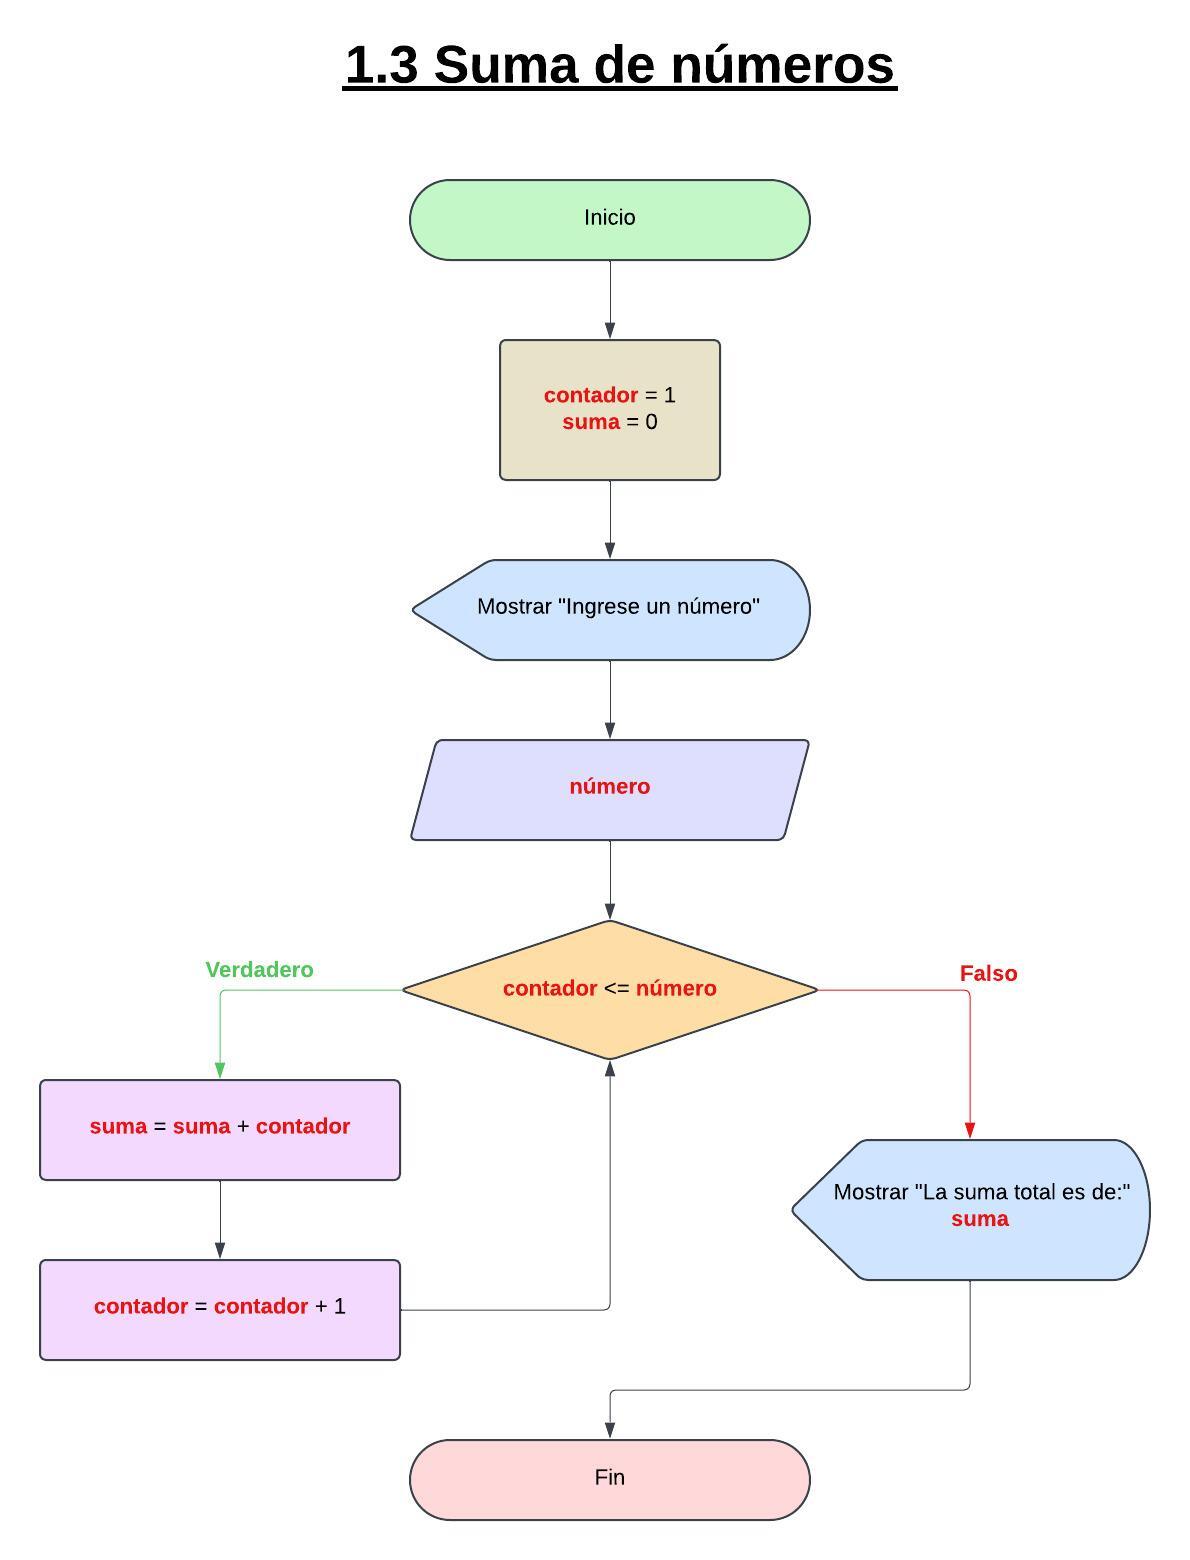 1.3 Suma de números
Inicio
contador = 1
suma = 0
Mostrar "Ingrese un número"
número
contador <= número
Verdadero
Falso
suma = suma + contador
contador = contador + 1
Mostrar "La suma total es de:"
suma
Fin